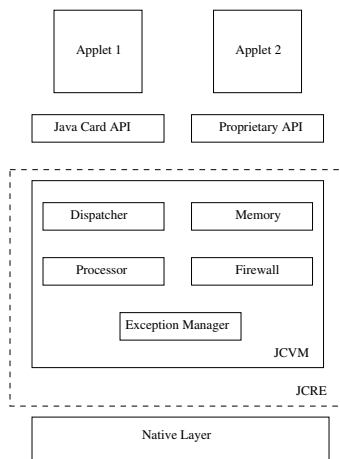 Applet 1
Applet 2
Java Card API
Proprietary API
Dispatcher
Memory
Processor
Firewall
Exception Manager
JCVM
JCRE
Native Layer